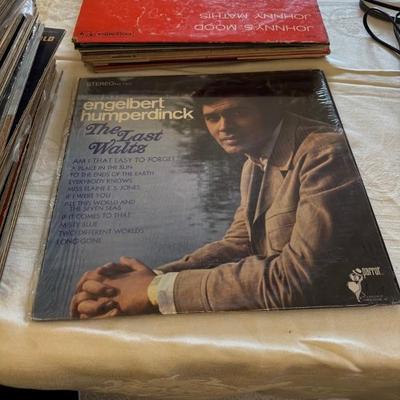 JOHNNY'S MOOD
JOHNNY MATHIS
STEREO
engelbert
humperdinck
The Last
Waltz
AM I THAT EASY TO FORGET
A PLACE IN THE SUN
TO THE ENDS OF THE EARTH
EVERYBODY KNOWS
MISS ELAINE E. S. JONES
IF I WERE YOU
ALL THIS WORLD AND
THE SEVEN SEAS
IF IT COMES TO THAT
MISTY BLUE
TWO DIFFERENT WORLDS
LONG GONE
parrot